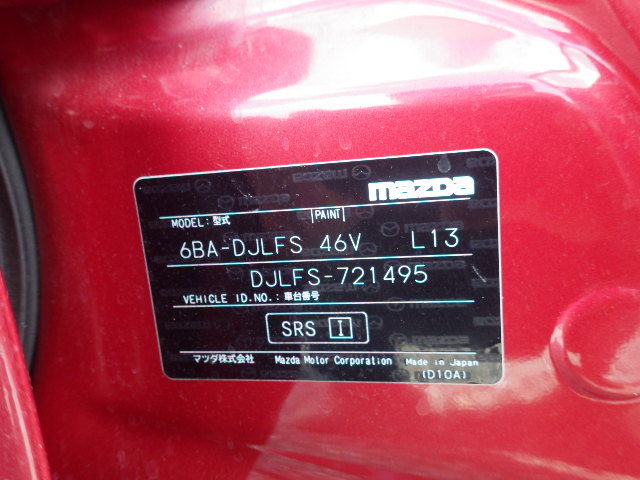 mazda
MODEL:型式 PAINT
6BA-DJLFS 46V L13
DJLFS-721495
VEHICLE ID.NO.:車台番号
SRS I
マツダ株式会社 Mazda Motor Corporation Made in Japan
(D10A)